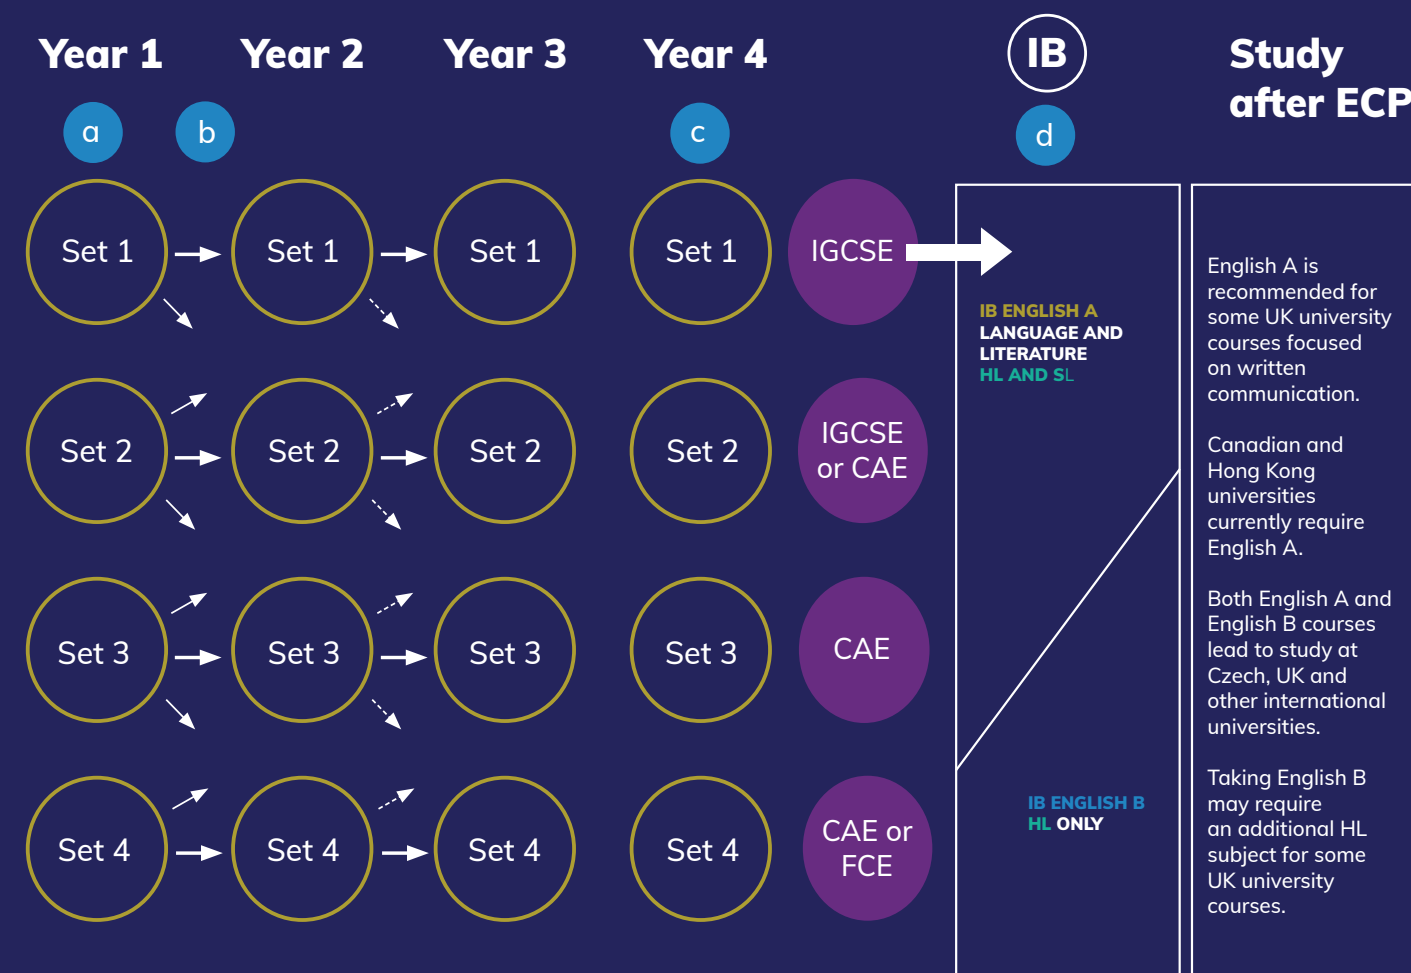 Year 1
Year 2
Year 3
Year 4
IB
Study
after ECP
a
b
c
d
Set 1
Set 1
Set 1
Set 1
IGCSE
Set 2
Set 2
Set 2
Set 2
IGCSE
or CAE
Set 3
Set 3
Set 3
Set 3
CAE
Set 4
Set 4
Set 4
Set 4
CAE or
FCE
IB ENGLISH A
LANGUAGE AND
LITERATURE
HL AND SL
IB ENGLISH B
HL ONLY
English A is
recommended for
some UK university
courses focused
on written
communication.
Canadian and
Hong Kong
universities
currently require
English A.
Both English A and
English B courses
lead to study at
Czech, UK and
other international
universities.
Taking English B
may require
an additional HL
subject for some
UK university
courses.